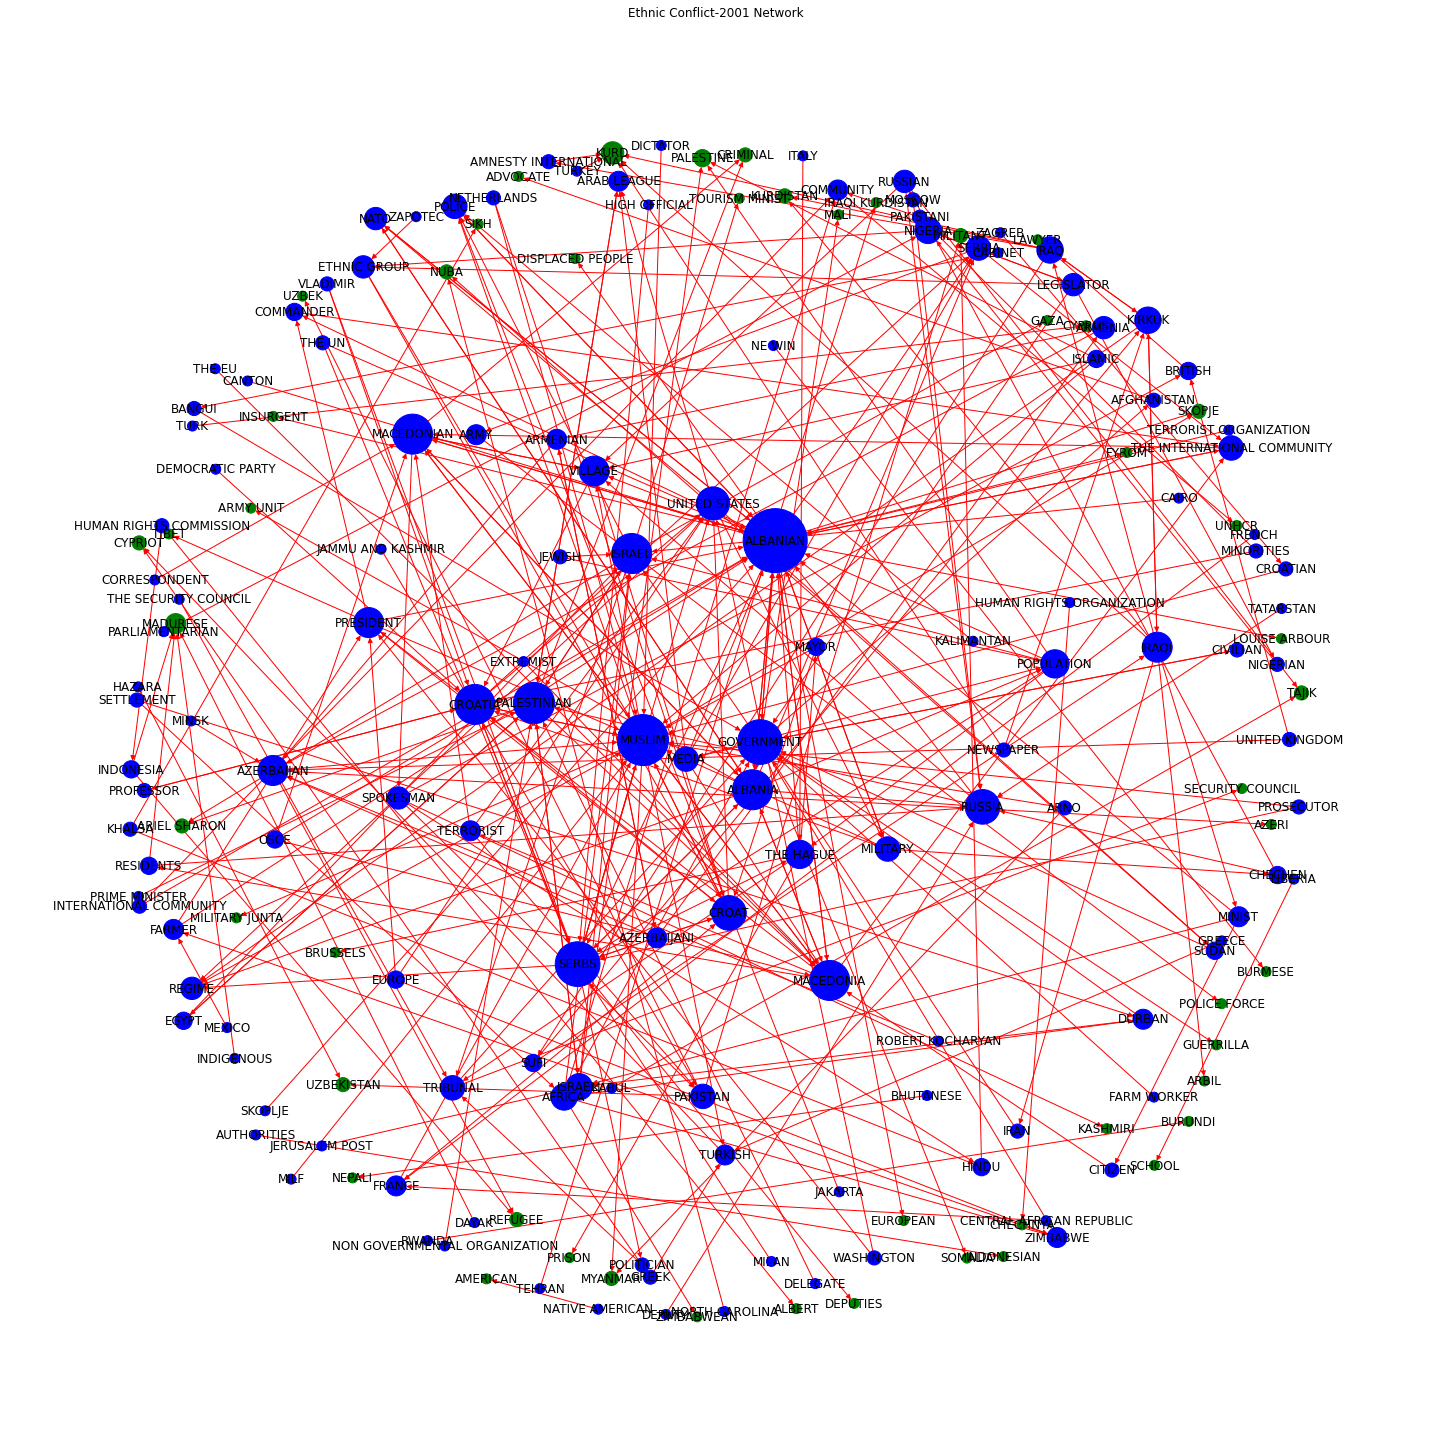 Ethnic Conflict-2001 Network
DICTATOR
KURD
CRIMINAL
ITALY
PALESTINE
AMNESTY INTERNATIONAL
TURKEY
ADVOCATE
ARAB LEAGUE
RUSSIAN
COMMUNITY
KURDISTAN
NETHERLANDS
TOURISM MINIST
MOSCOW
IRAQI KURDISTAN
POLICE
HIGH OFFICIAL
MALI
PAKISTANI
NATO
ZAPOTEC
SIKH
NIGERIA
ZAGREB
MILITANT
LAWYER
CABINET
IRAQ
DISPLACED PEOPLE
ETHNIC GROUP
NUBA
VLADIMIR
LEGISLATOR
UZBEK
COMMANDER
GAZA
KIRKUK
CYPRUS
ARMENIA
THE UN
NE WIN
ISLAMIC
THE EU
BRITISH
CANTON
AFGHANISTAN
BANGUI
SKOPJE
INSURGENT
TURK
TERRORIST ORGANIZATION
MACEDONIAN
ARMY
ARMENIAN
THE INTERNATIONAL COMMUNITY
FYROM
DEMOCRATIC PARTY
VILLAGE
CAIRO
UNITED STATES
ARMY UNIT
HUMAN RIGHTS COMMISSION
UNHCR
TIBET
FRENCH
CYPRIOT
ALBANIAN
JAMMU AND KASHMIR
MINORITIES
ISRAEL
JEWISH
CROATIAN
CORRESPONDENT
THE SECURITY COUNCIL
HUMAN RIGHTS ORGANIZATION
TATARSTAN
MADURESE
PRESIDENT
PARLIAMENTARIAN
KALIMANTAN
LOUISE ARBOUR
MAYOR
IRAQI
CIVILIAN
EXTREMIST
POPULATION
NIGERIAN
HAZARA
TAJIK
SETTLEMENT
CROATIA
PALESTINIAN
MINSK
MUSLIM
GOVERNMENT
UNITED KINGDOM
NEWSPAPER
MEDIA
INDONESIA
AZERBAIJAN
PROFESSOR
ALBANIA
SECURITY COUNCIL
SPOKESMAN
RUSSIA
ARNO
PROSECUTOR
ARIEL SHARON
AZERI
KHALSA
TERRORIST
OSCE
MILITARY
THE HAGUE
RESIDENTS
CHECHEN
LIBERIA
PRIME MINISTER
INTERNATIONAL COMMUNITY
MILITARY JUNTA
CROAT
MINIST
FARMER
AZERBAIJANI
GREECE
SUDAN
BRUSSELS
SERBS
BURMESE
EUROPE
MACEDONIA
REGIME
POLICE FORCE
EGYPT
DURBAN
MEXICO
ROBERT KOCHARYAN
GUERRILLA
INDIGENOUS
SUFI
ARBIL
UZBEKISTAN
TRIBUNAL
ISRAELI
KABUL
AFRICA
PAKISTAN
BHUTANESE
FARM WORKER
SKOPLJE
BURUNDI
KASHMIRI
IRAN
AUTHORITIES
JERUSALEM POST
TURKISH
HINDU
SCHOOL
CITIZEN
MILF
NEPALI
FRANCE
JAKARTA
DAYAK
REFUGEE
EUROPEAN
CENTRAL AFRICAN REPUBLIC
CHECHNYA
ZIMBABWE
RWANDA
NON GOVERNMENTAL ORGANIZATION
PRISON
WASHINGTON
SOMALIA
INDONESIAN
MILAN
POLITICIAN
GREEK
MYANMAR
AMERICAN
TEHRAN
DELEGATE
DEPUTIES
NATIVE AMERICAN
NORTH CAROLINA
ALBERT
ZIMBABWEAN